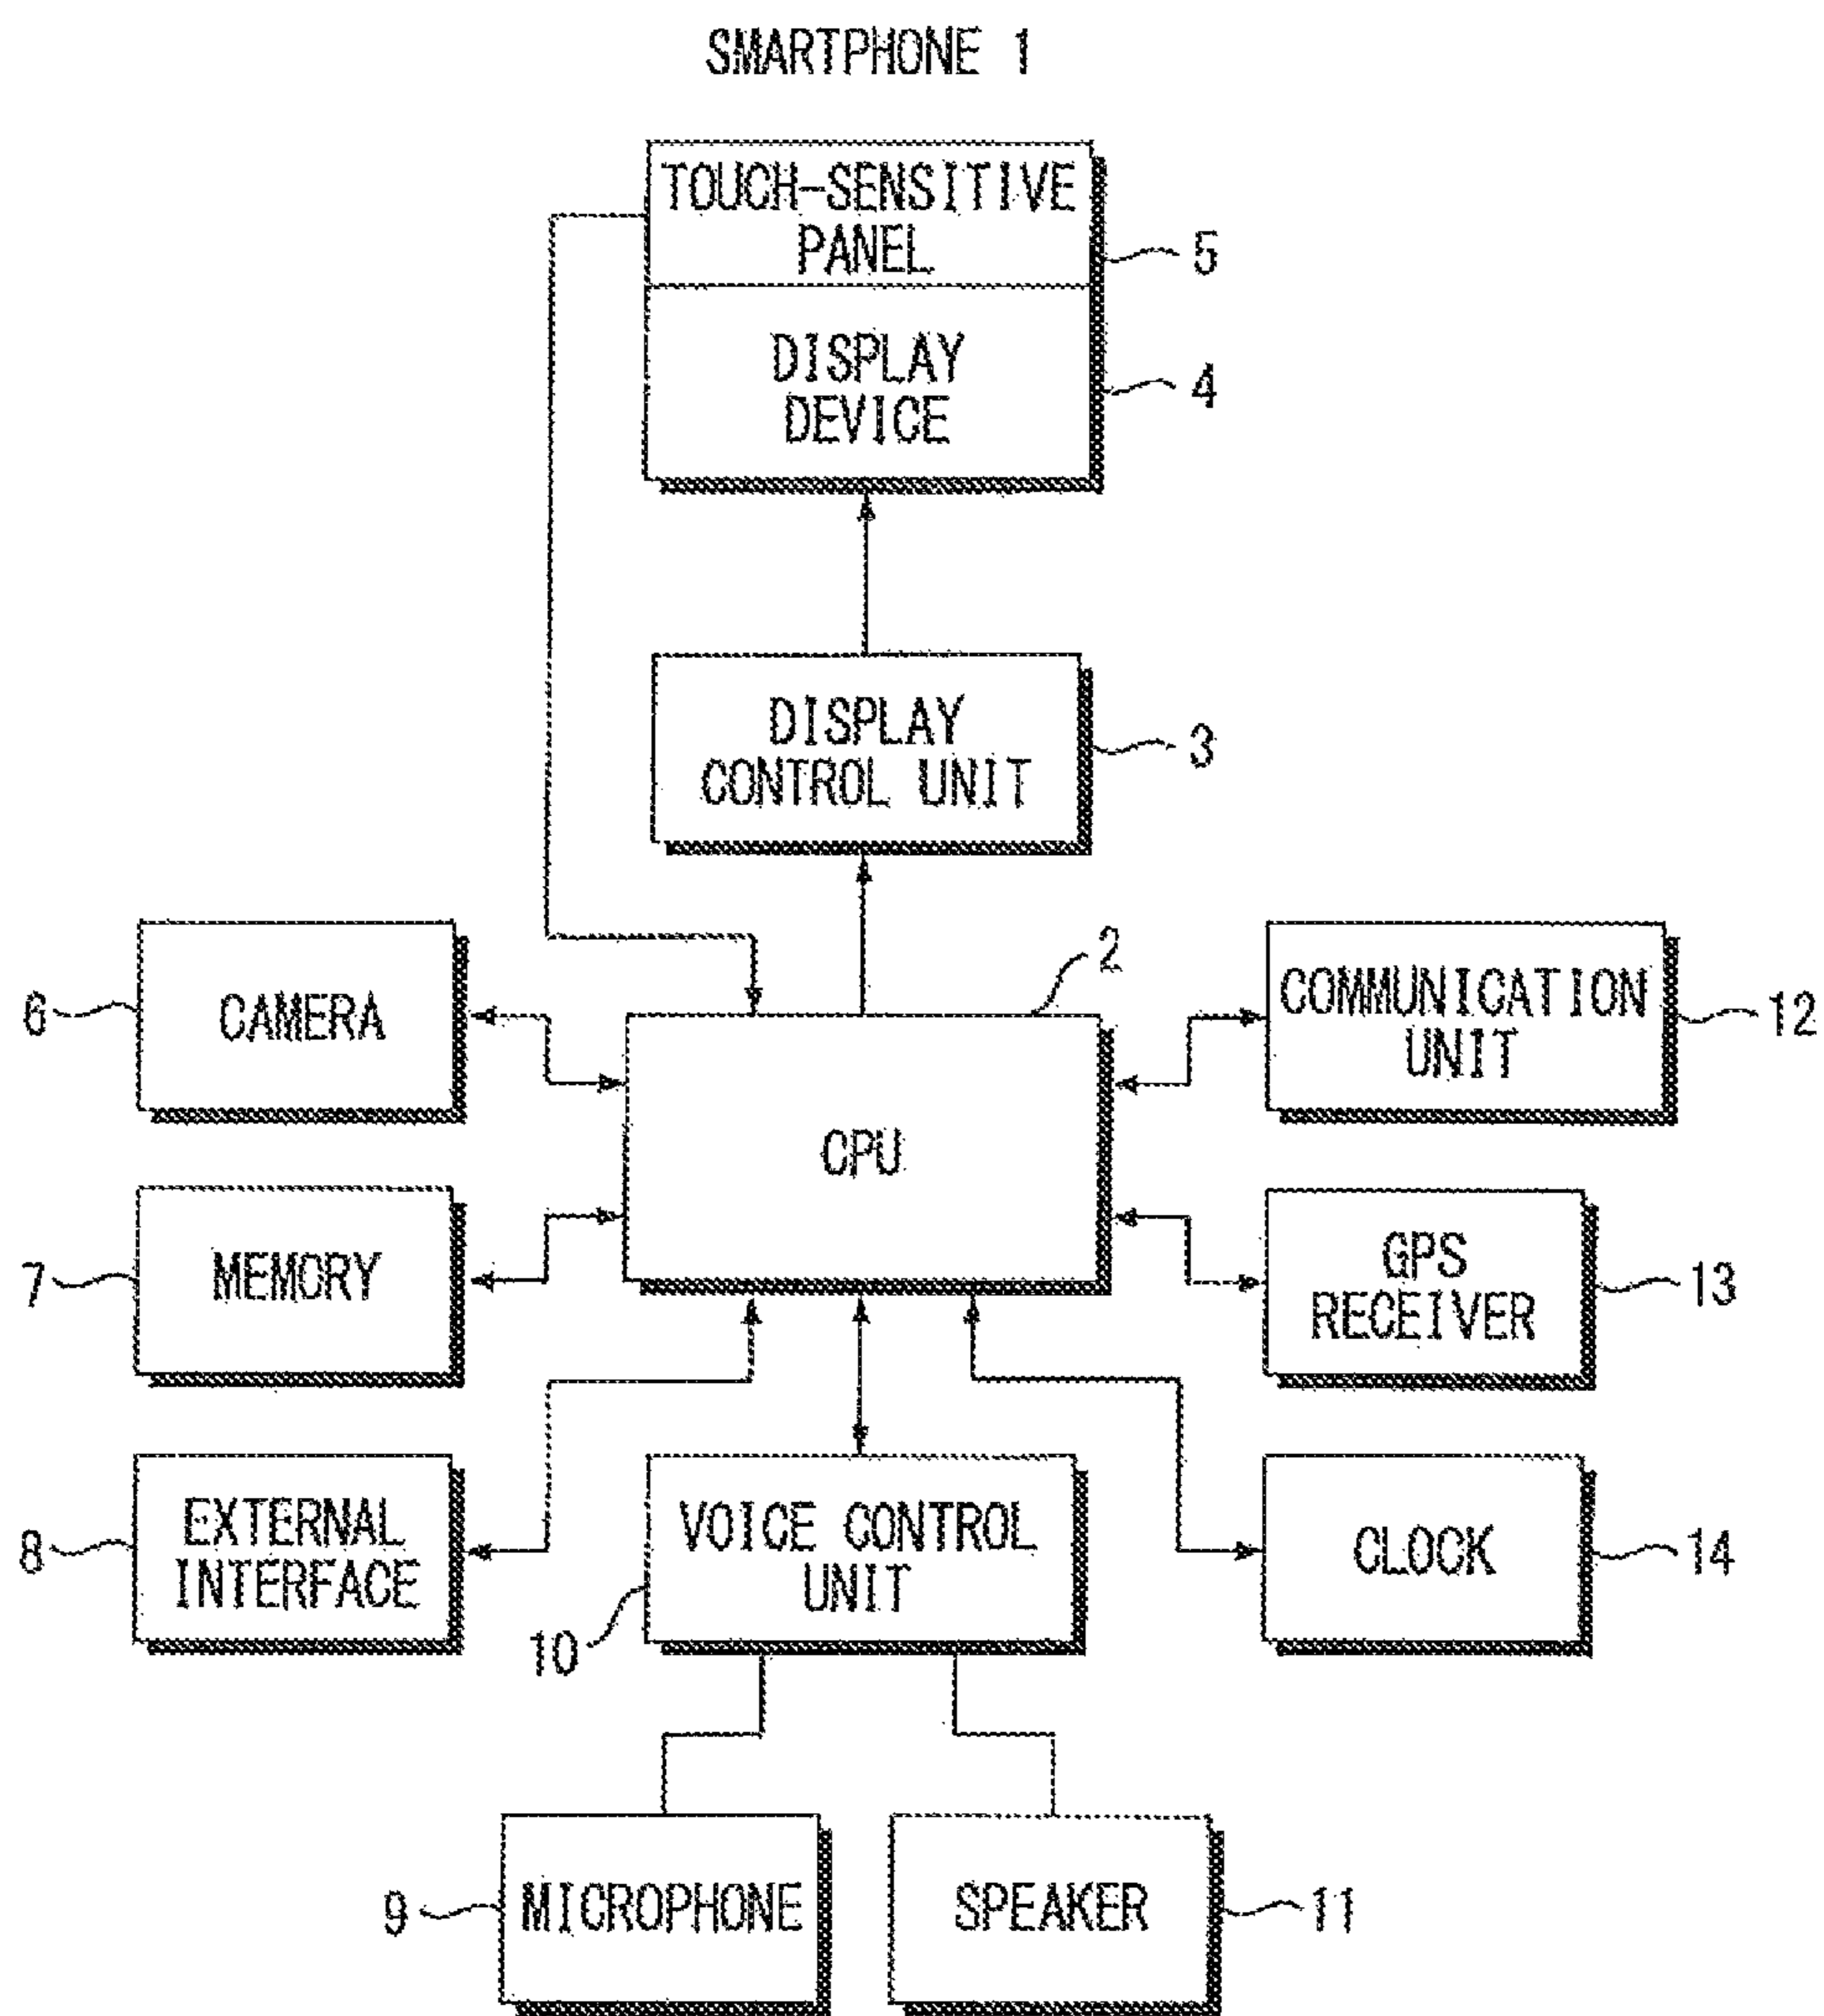 SMARTPHONE 1
TOUCH-SENSITIVE
PANEL
5
DISPLAY
DEVICE
4
DISPLAY
CONTROL UNIT
3
2
6
CAMERA
COMMUNICATION
UNIT
12
CPU
7
MEMORY
GPS
RECEIVER
13
8
EXTERNAL
INTERFACE
VOICE CONTROL
UNIT
10
CLOCK
14
9
MICROPHONE
SPEAKER
11